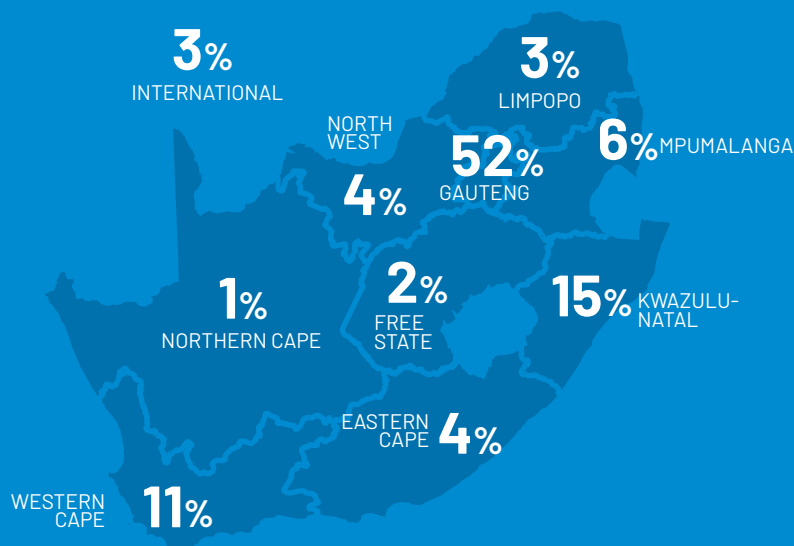 3%
INTERNATIONAL
3%
LIMPOPO
NORTH
WEST
4%
52%
GAUTENG
6% MPUMALANGA
1%
NORTHERN CAPE
2%
FREE
STATE
15% KWAZULU-
NATAL
EASTERN
CAPE 4%
WESTERN
CAPE 11%